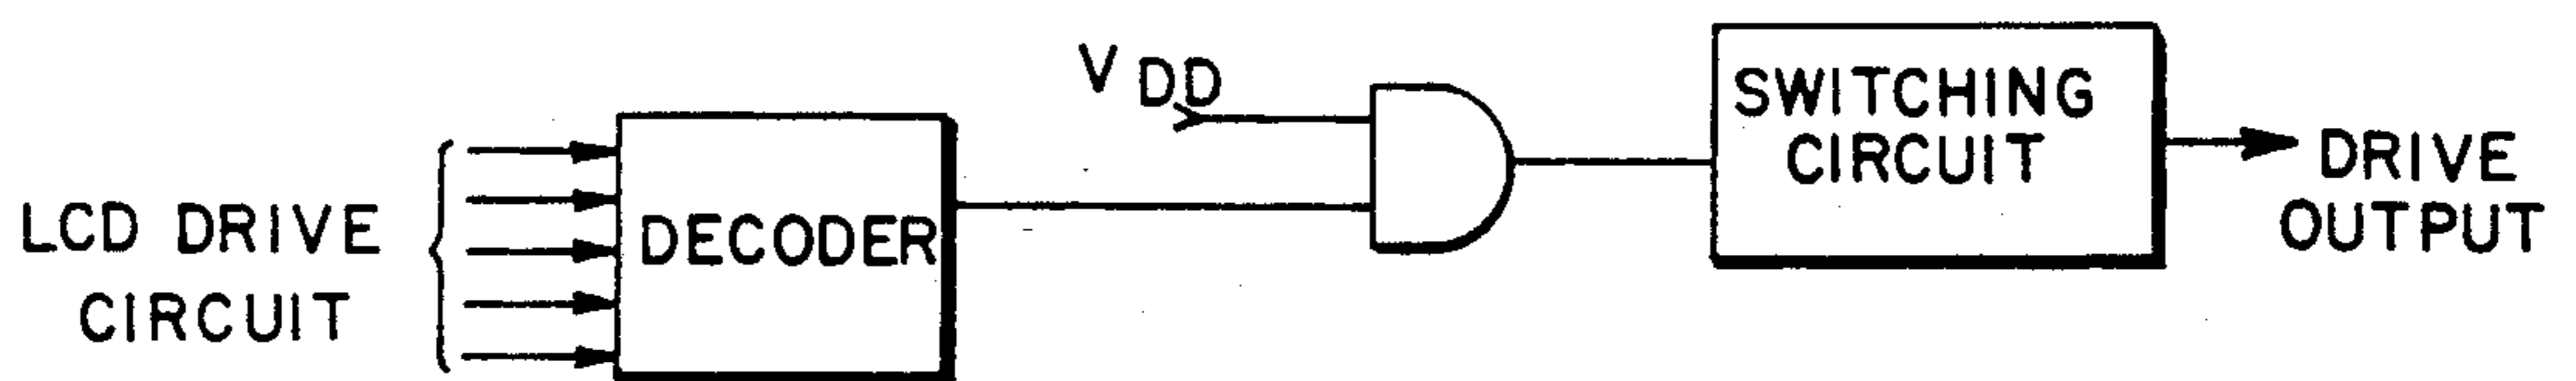 LCD DRIVE
CIRCUIT
DECODER
V DD
SWITCHING
CIRCUIT
DRIVE
OUTPUT